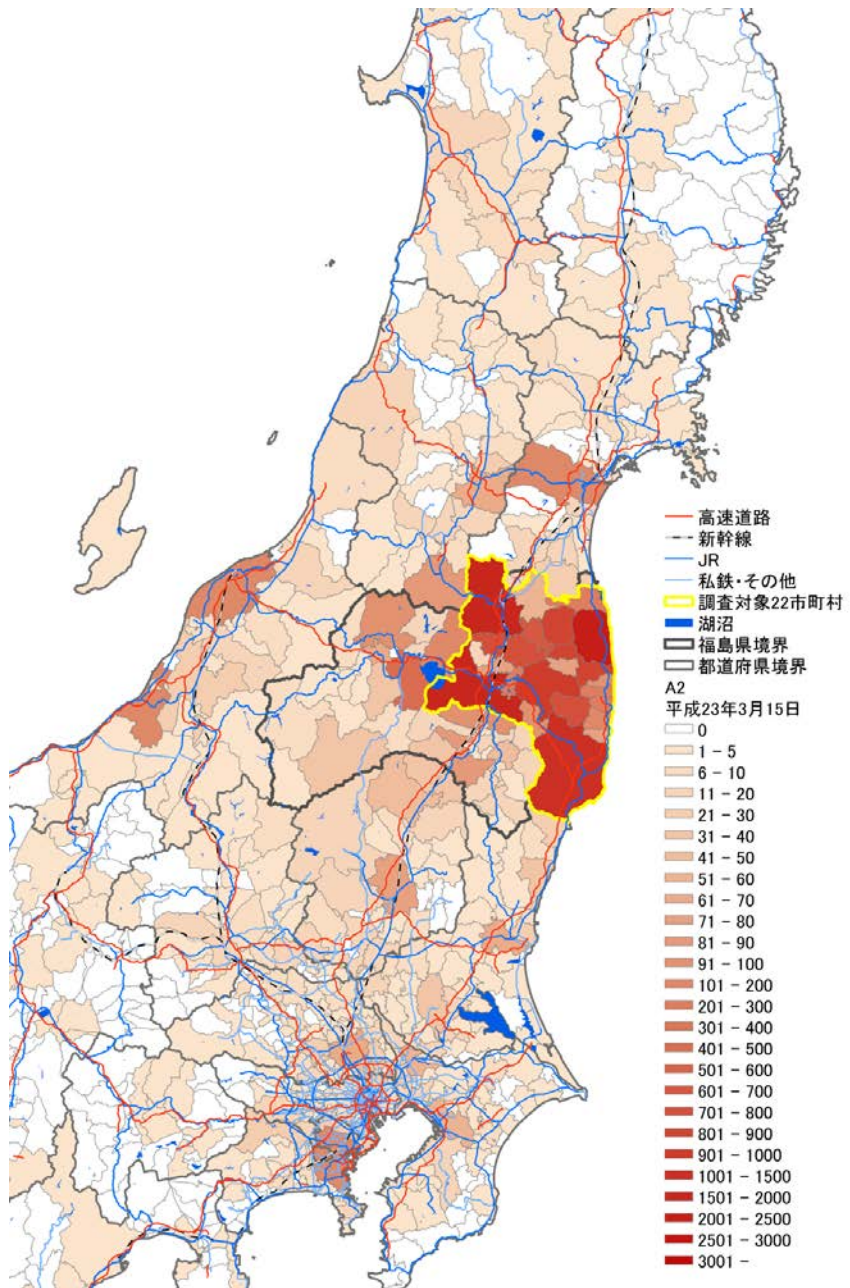 高速道路
新幹線
JR
私鉄・その他
調査対象22市町村
湖沼
福島県境界
都道府県境界
A2
平成23年3月15日
0
1 - 5
6 - 10
11 - 20
21 - 30
31 - 40
41 - 50
51 - 60
61 - 70
71 - 80
81 - 90
91 - 100
101 - 200
201 - 300
301 - 400
401 - 500
501 - 600
601 - 700
701 - 800
801 - 900
901 - 1000
1001 - 1500
1501 - 2000
2001 - 2500
2501 - 3000
3001 -